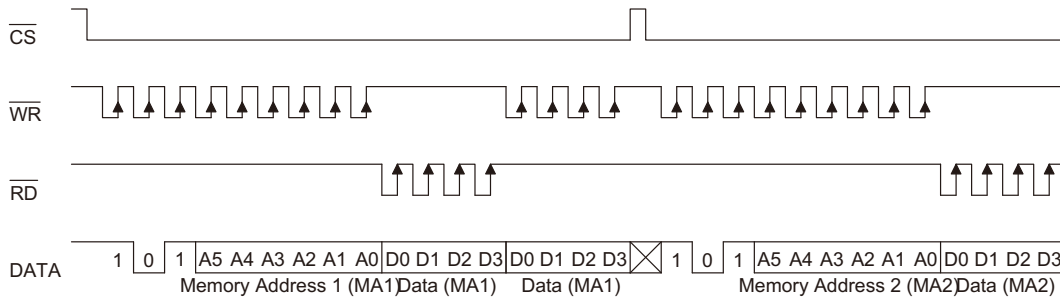 CS
WR
RD
DATA 1 0 1 A5 A4 A3 A2 A1 A0 D0 D1 D2 D3 D0 D1 D2 D3 1 0 1 A5 A4 A3 A2 A1 A0 D0 D1 D2 D3
Memory Address 1 (MA1) Data (MA1) Data (MA1) Memory Address 2 (MA2) Data (MA2)